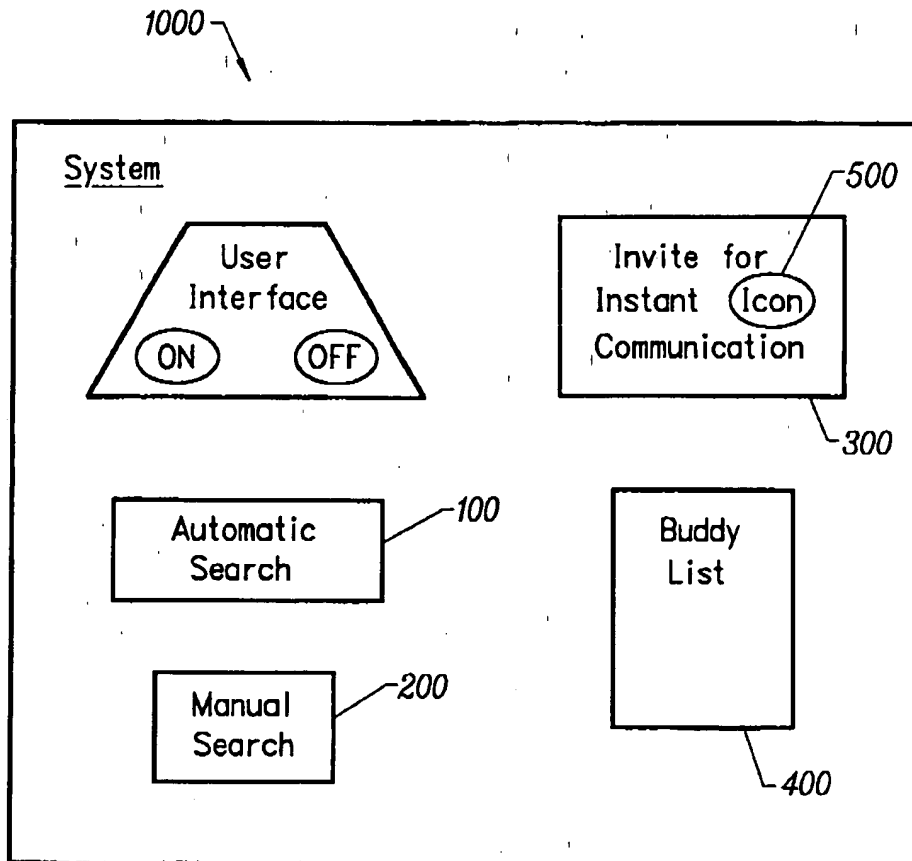 1000
System
500
User
Interface
ON
OFF
Invite for
Instant Icon
Communication
300
Automatic
Search
100
Buddy
List
Manual
Search
200
400